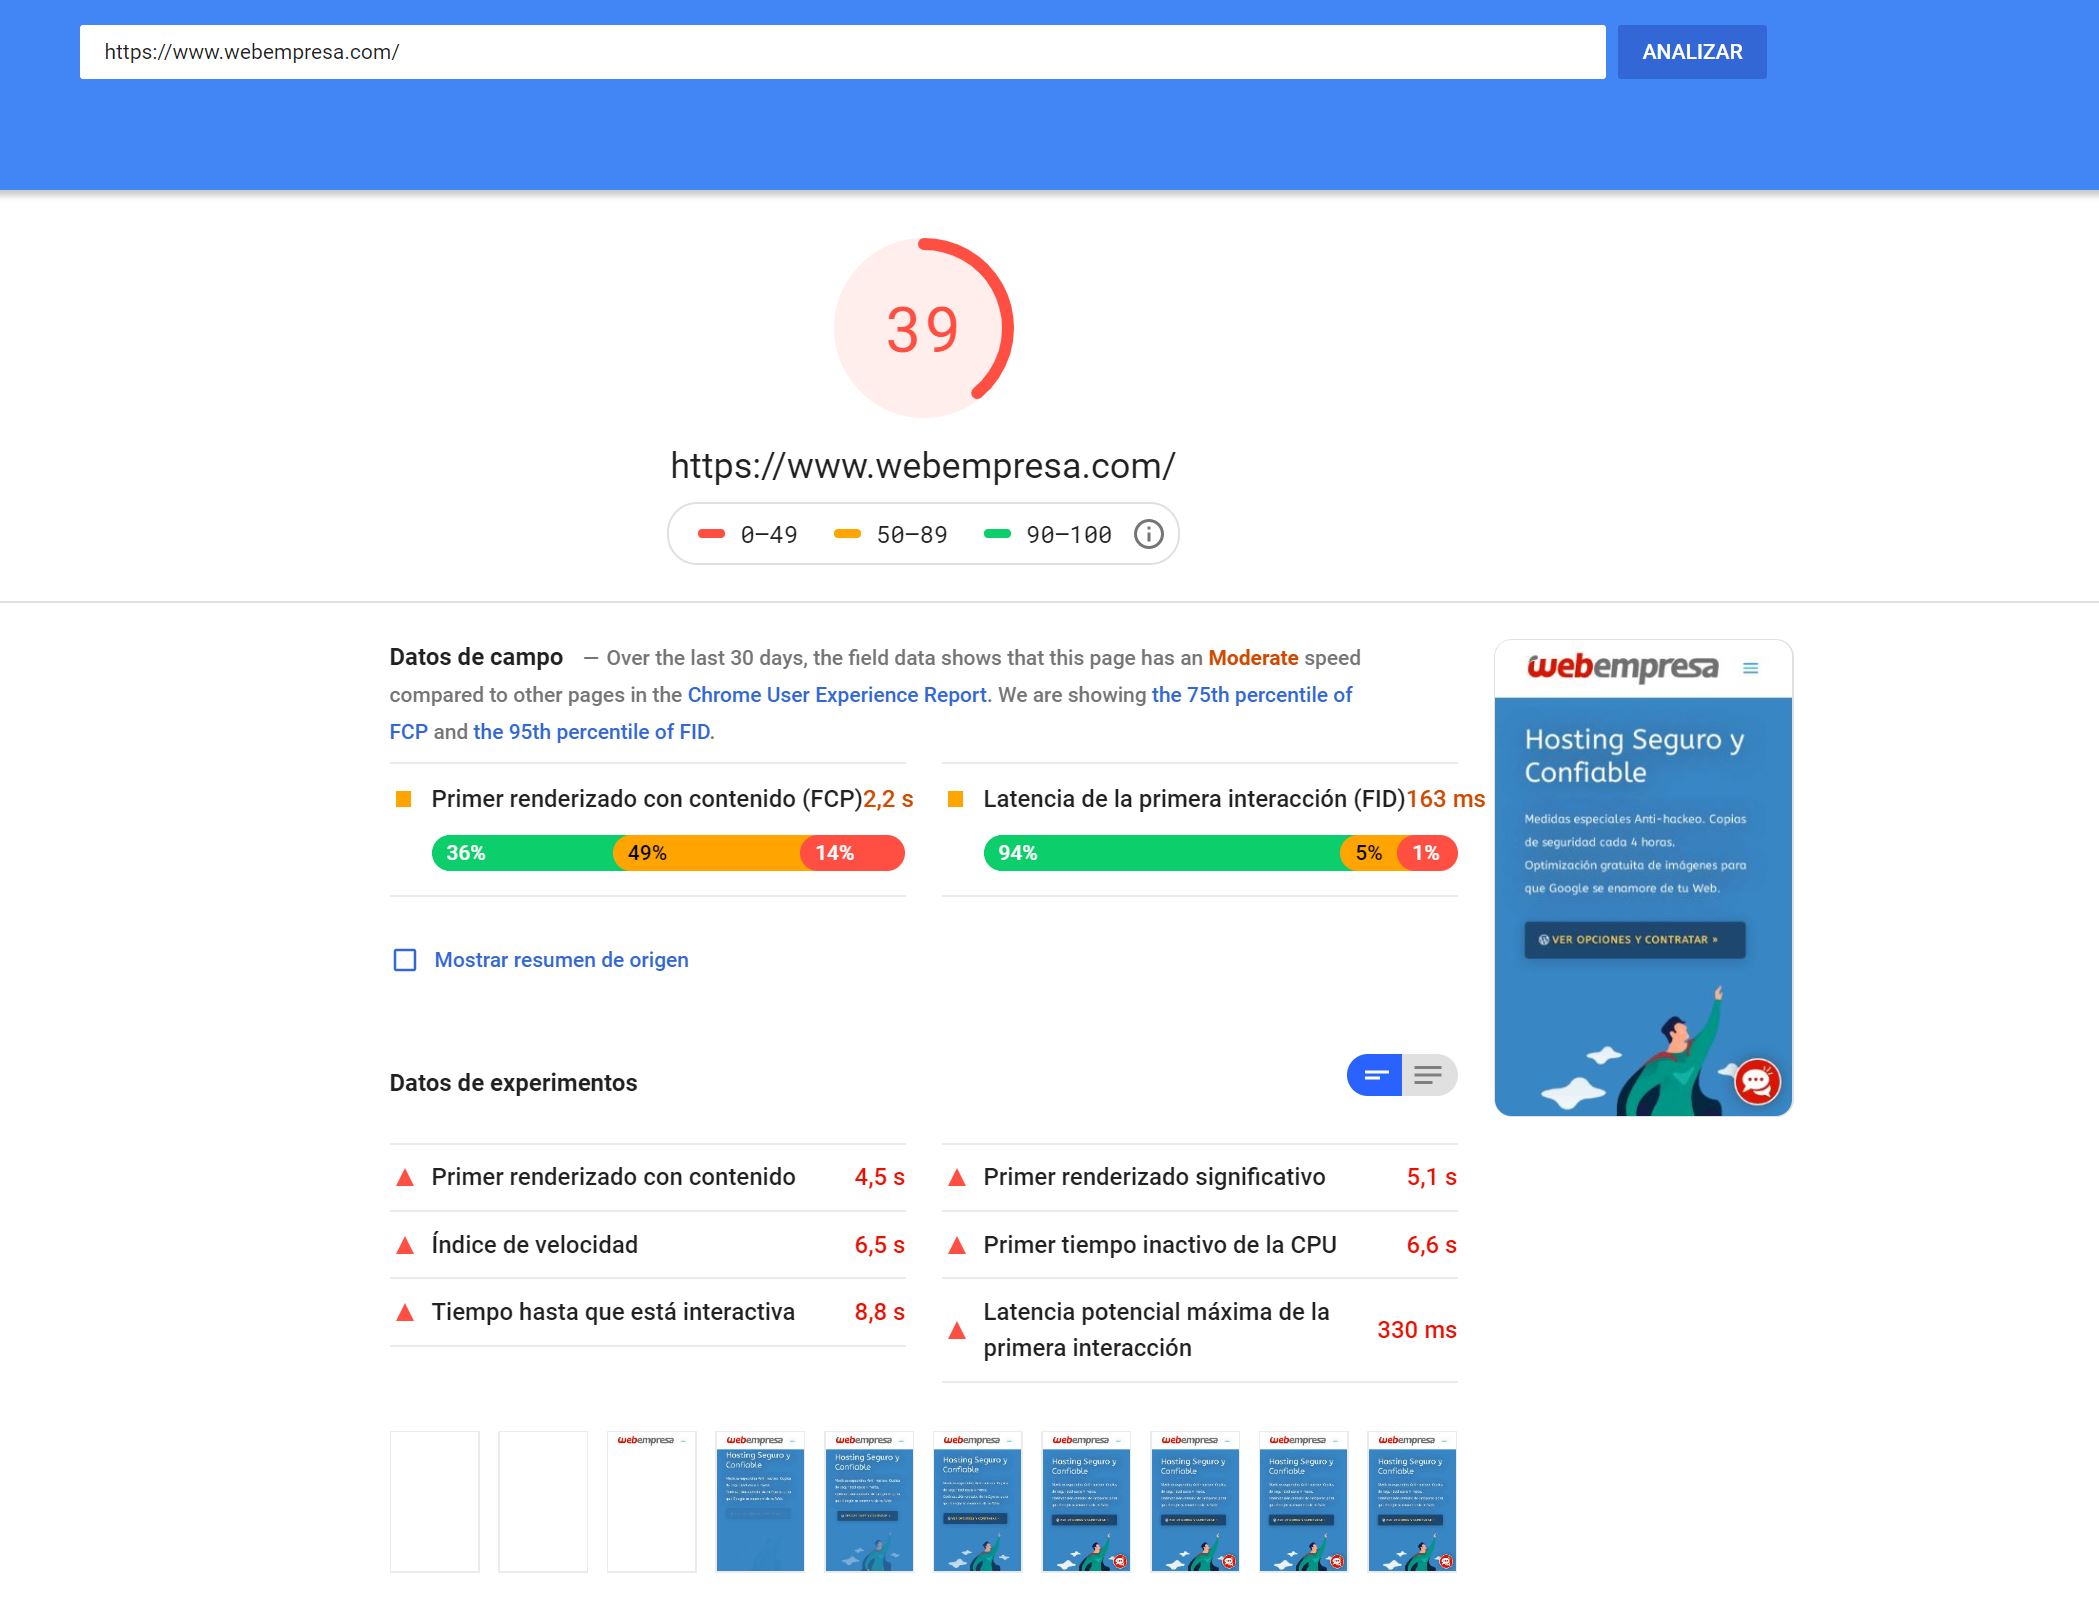 https://www.webempresa.com/
ANALIZAR
39
https://www.webempresa.com/
0–49
50–89
90–100
Datos de campo — Over the last 30 days, the field data shows that this page has an Moderate speed
compared to other pages in the Chrome User Experience Report. We are showing the 75th percentile of
FCP and the 95th percentile of FID.
Primer renderizado con contenido (FCP)2,2 s
36%
49%
14%
Latencia de la primera interacción (FID)163 ms
94%
5%
1%
Mostrar resumen de origen
webempresa
Hosting Seguro y
Confiable
Medidas especiales Anti-hackeo. Copias
de seguridad cada 4 horas.
Optimización gratuita de imágenes para
que Google se enamore de tu Web.
VER OPCIONES Y CONTRATAR »
Datos de experimentos
Primer renderizado con contenido 4,5 s
Primer renderizado significativo 5,1 s
Índice de velocidad 6,5 s
Primer tiempo inactivo de la CPU 6,6 s
Tiempo hasta que está interactiva 8,8 s
Latencia potencial máxima de la
primera interacción
330 ms
webempresa
webempresa
Hosting Seguro y
Confiable
webempresa
Hosting Seguro y
Confiable
webempresa
Hosting Seguro y
Confiable
webempresa
Hosting Seguro y
Confiable
webempresa
Hosting Seguro y
Confiable
webempresa
Hosting Seguro y
Confiable
webempresa
Hosting Seguro y
Confiable